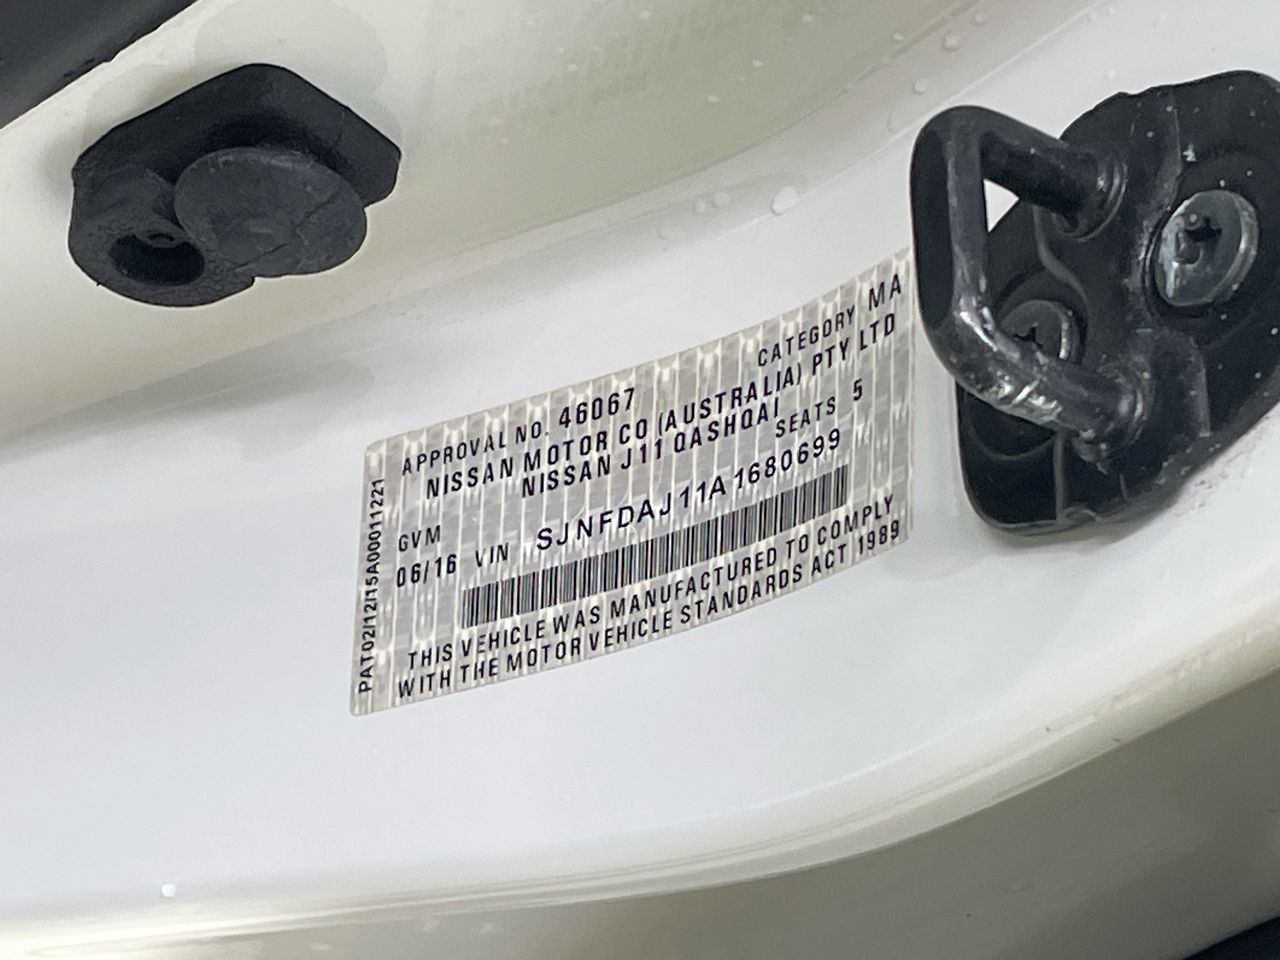 APPROVAL NO. 46067 CATEGORY MA
NISSAN MOTOR CO (AUSTRALIA) PTY LTD
NISSAN J11 QASHQAI
GVM SEATS 5
06/16 VIN SJNFDAJ11A1680699
THIS VEHICLE WAS MANUFACTURED TO COMPLY
WITH THE MOTOR VEHICLE STANDARDS ACT 1989
PAT02/12/15A00011221